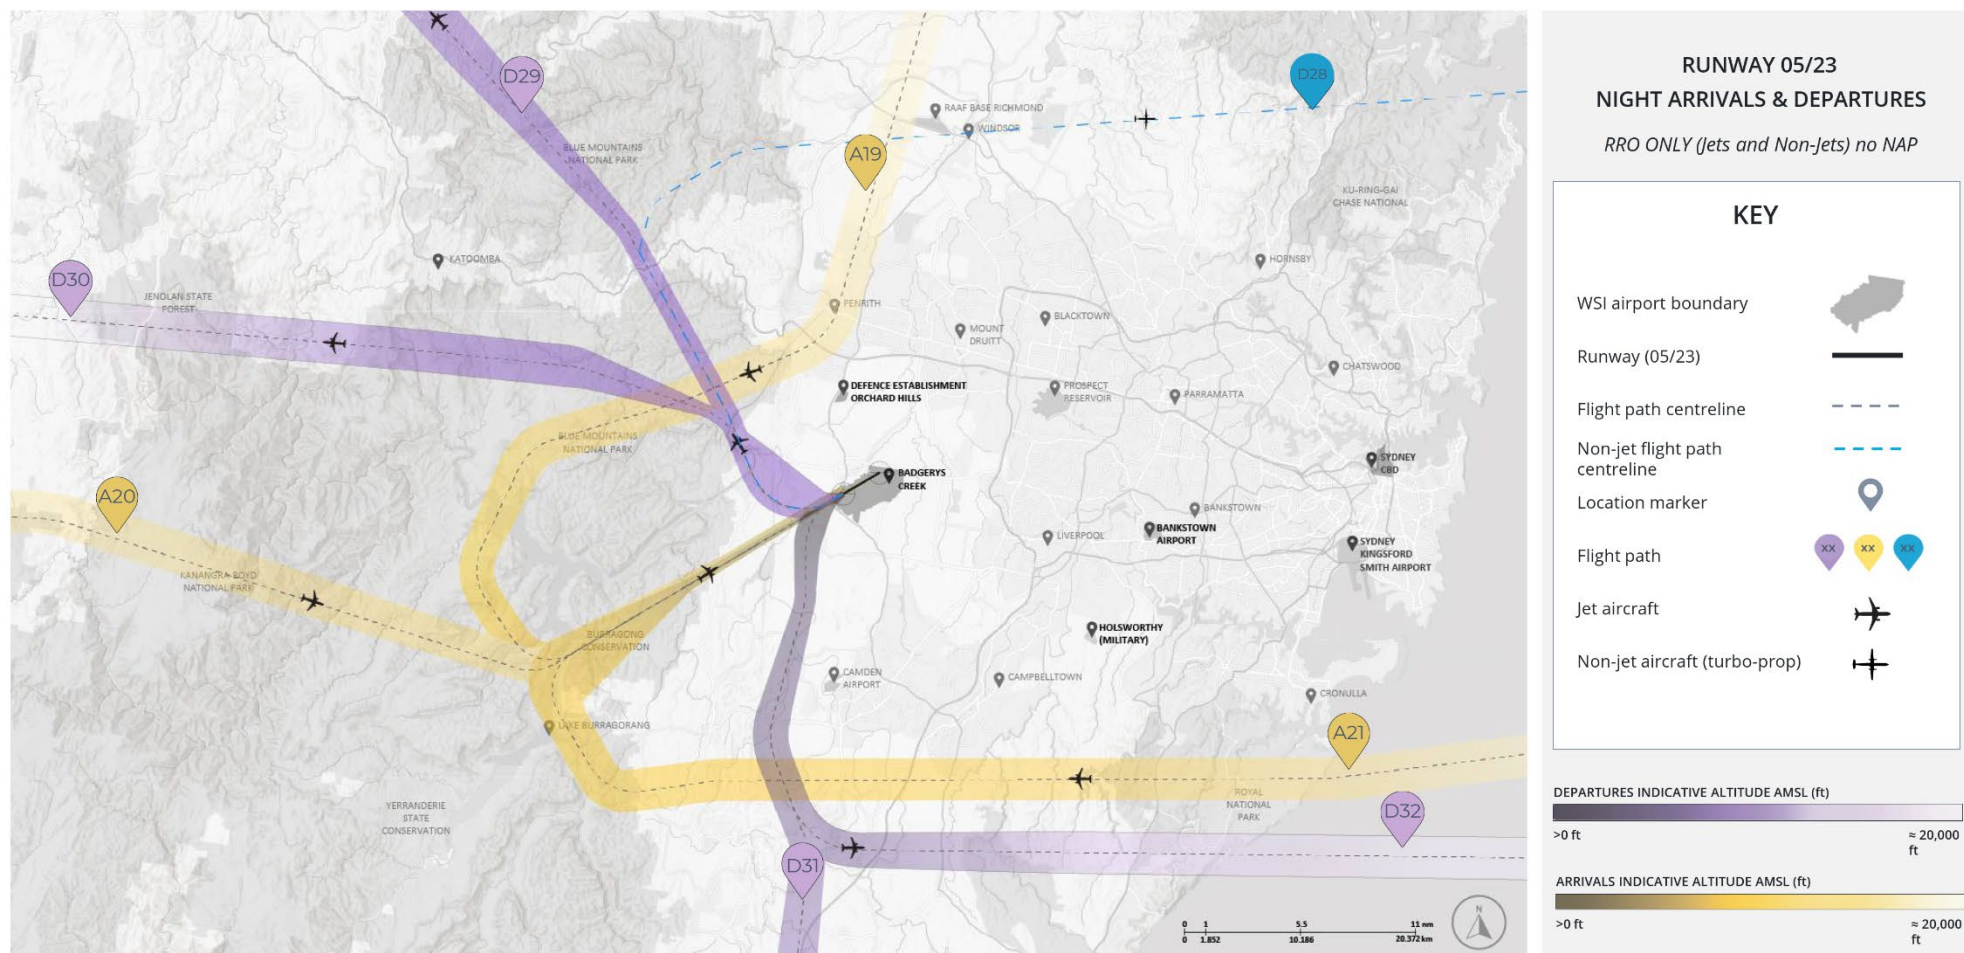 D29
D28
RAAF BASE RICHMOND
WINDSOR
BLUE MOUNTAINS
NATIONAL PARK
A19
KU-RING-GAI
CHASE NATIONAL
KATOOMBA
HORNSBY
D30
JENOLAN STATE
FOREST
PENRITH
BLACKTOWN
MOUNT
DRUITT
CHATSWOOD
DEFENCE ESTABLISHMENT
ORCHARD HILLS
PROSPECT
RESERVOIR
PARRAMATTA
BLUE MOUNTAINS
NATIONAL PARK
SYDNEY
CBD
BADGERYS
CREEK
A20
BANKSTOWN
BANKSTOWN
AIRPORT
LIVERPOOL
SYDNEY
KINGSFORD
SMITH AIRPORT
KANANGRA-BOYD
NATIONAL PARK
BURRAGONG
CONSERVATION
HOLSWORTHY
(MILITARY)
CAMDEN
AIRPORT
CAMPBELLTOWN
CRONULLA
LAKE BURRAGORANG
A21
YERRANDERIE
STATE
CONSERVATION
ROYAL
NATIONAL
PARK
D32
D31
0 1 5.5 11 nm
0 1.852 10.186 20.372 km
N
RUNWAY 05/23
NIGHT ARRIVALS & DEPARTURES
RRO ONLY (Jets and Non-Jets) no NAP
KEY
WSI airport boundary
Runway (05/23)
Flight path centreline
Non-jet flight path
centreline
Location marker
Flight path
XX XX XX
Jet aircraft
Non-jet aircraft (turbo-prop)
DEPARTURES INDICATIVE ALTITUDE AMSL (ft)
>0 ft ≈ 20,000
ft
ARRIVALS INDICATIVE ALTITUDE AMSL (ft)
>0 ft ≈ 20,000
ft